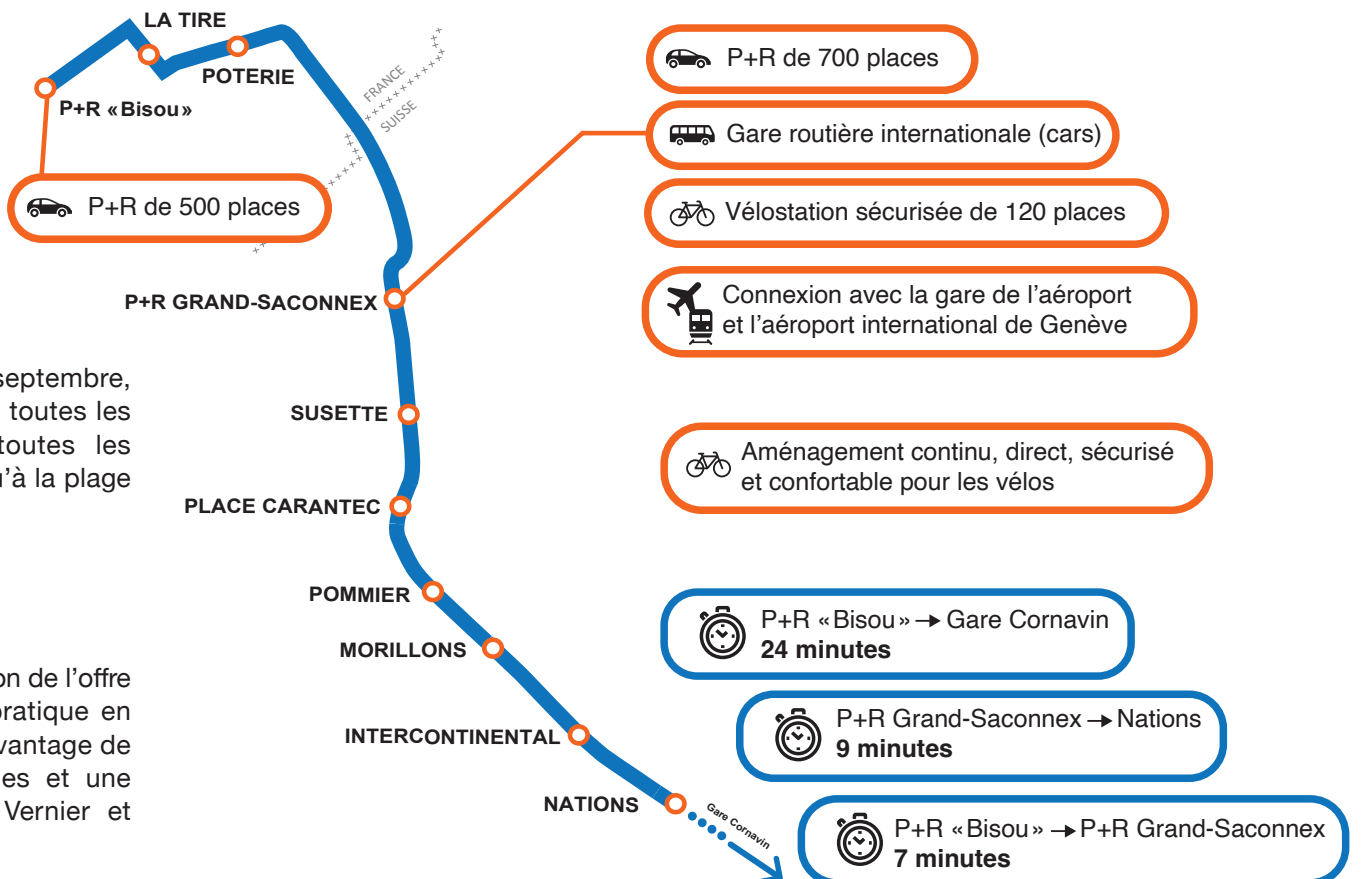 LA TIRE
POTERIE
P+R «Bisou»
FRANCE
SUISSE
P+R de 500 places
P+R GRAND-SACONNEX
SUSETTE
PLACE CARANTEC
POMMIER
MORILLONS
INTERCONTINENTAL
NATIONS
Gare Cornavin
P+R de 700 places
Gare routière internationale (cars)
Vélostation sécurisée de 120 places
Connexion avec la gare de l’aéroport
et l’aéroport international de Genève
Aménagement continu, direct, sécurisé
et confortable pour les vélos
P+R «Bisou» → Gare Cornavin
24 minutes
P+R Grand-Saconnex → Nations
9 minutes
P+R «Bisou» → P+R Grand-Saconnex
7 minutes
septembre,
toutes les
toutes les
u’à la plage
on de l’offre
pratique en
vantage de
es et une
Vernier et